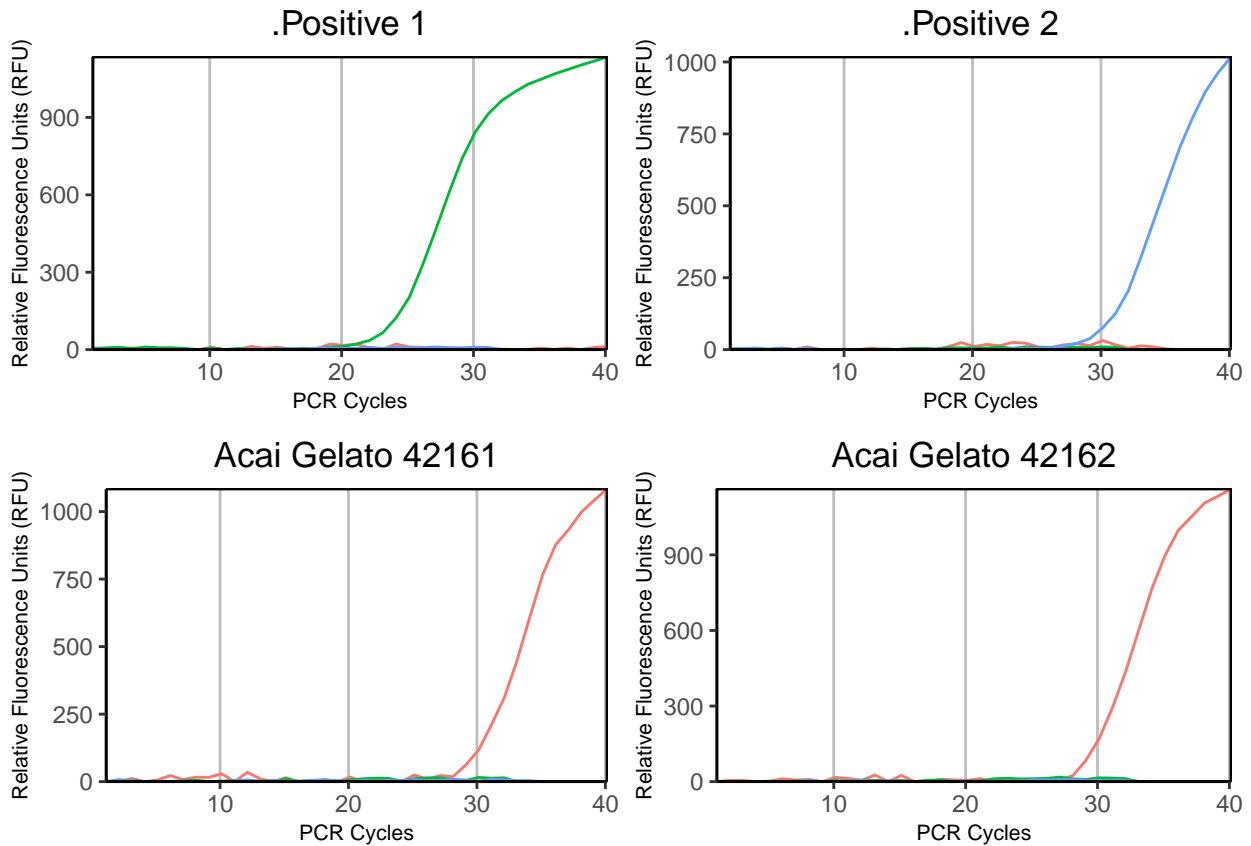 .Positive 1
Relative Fluorescence Units (RFU)
900
600
300
0
10 20 30 40
PCR Cycles
.Positive 2
Relative Fluorescence Units (RFU)
1000
750
500
250
0
10 20 30 40
PCR Cycles
Acai Gelato 42161
Relative Fluorescence Units (RFU)
1000
750
500
250
0
10 20 30 40
PCR Cycles
Acai Gelato 42162
Relative Fluorescence Units (RFU)
900
600
300
0
10 20 30 40
PCR Cycles